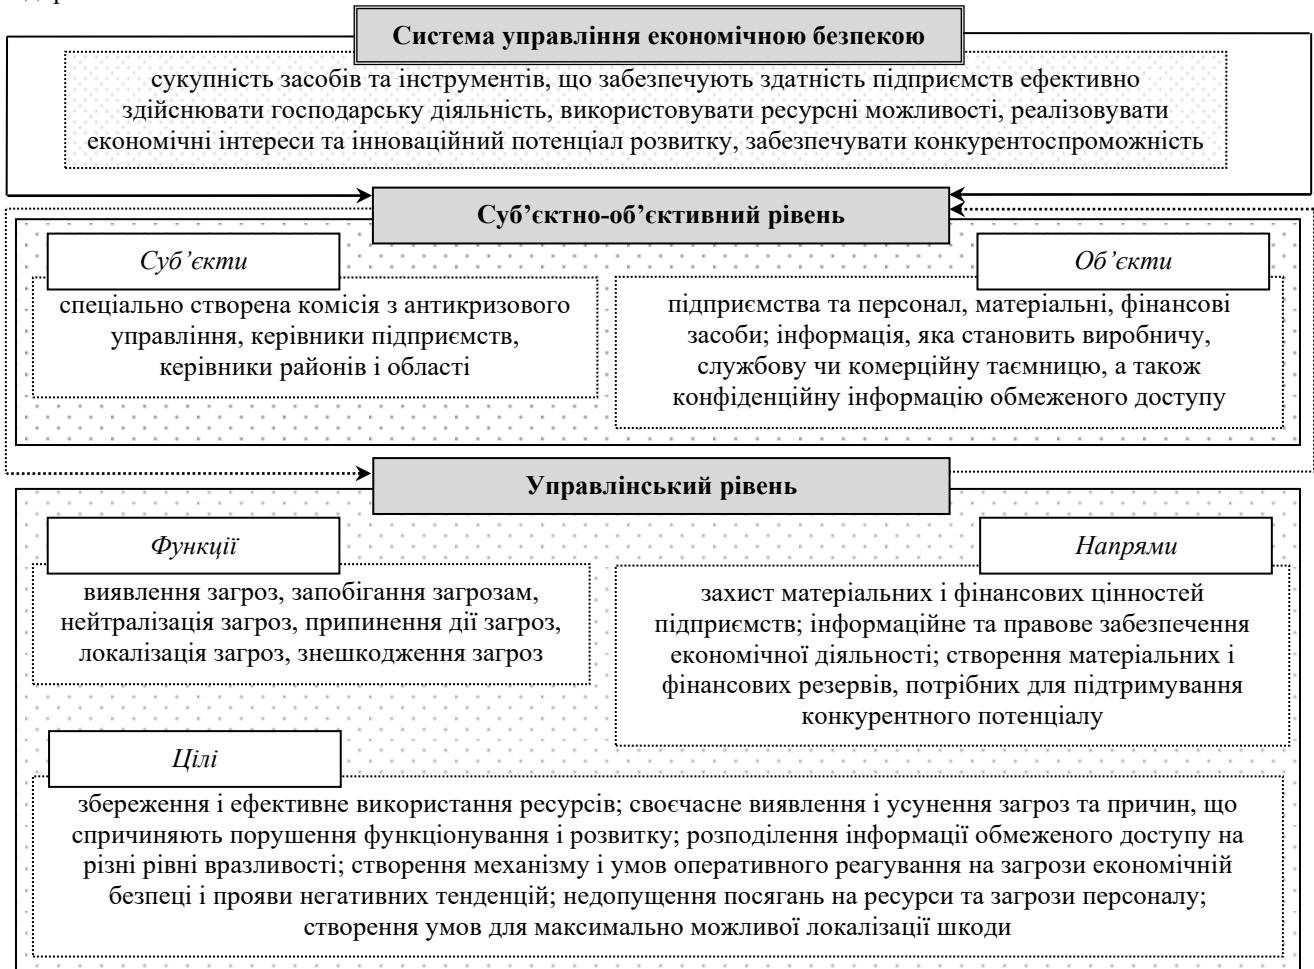 Система управління економічною безпекою
сукупність засобів та інструментів, що забезпечують здатність підприємств ефективно
здійснювати господарську діяльність, використовувати ресурсні можливості, реалізовувати
економічні інтереси та інноваційний потенціал розвитку, забезпечувати конкурентоспроможність
Суб’єктно-об’єктивний рівень
Суб’єкти
спеціально створена комісія з антикризового
управління, керівники підприємств,
керівники районів і області
Об’єкти
підприємства та персонал, матеріальні, фінансові
засоби; інформація, яка становить виробничу,
службову чи комерційну таємницю, а також
конфіденційну інформацію обмеженого доступу
Управлінський рівень
Функції
виявлення загроз, запобігання загрозам,
нейтралізація загроз, припинення дії загроз,
локалізація загроз, знешкодження загроз
Напрями
захист матеріальних і фінансових цінностей
підприємств; інформаційне та правове забезпечення
економічної діяльності; створення матеріальних і
фінансових резервів, потрібних для підтримування
конкурентного потенціалу
Цілі
збереження і ефективне використання ресурсів; своєчасне виявлення і усунення загроз та причин, що
спричиняють порушення функціонування і розвитку; розподілення інформації обмеженого доступу на
різні рівні вразливості; створення механізму і умов оперативного реагування на загрози економічній
безпеці і прояви негативних тенденцій; недопущення посягань на ресурси та загрози персоналу;
створення умов для максимально можливої локалізації шкоди